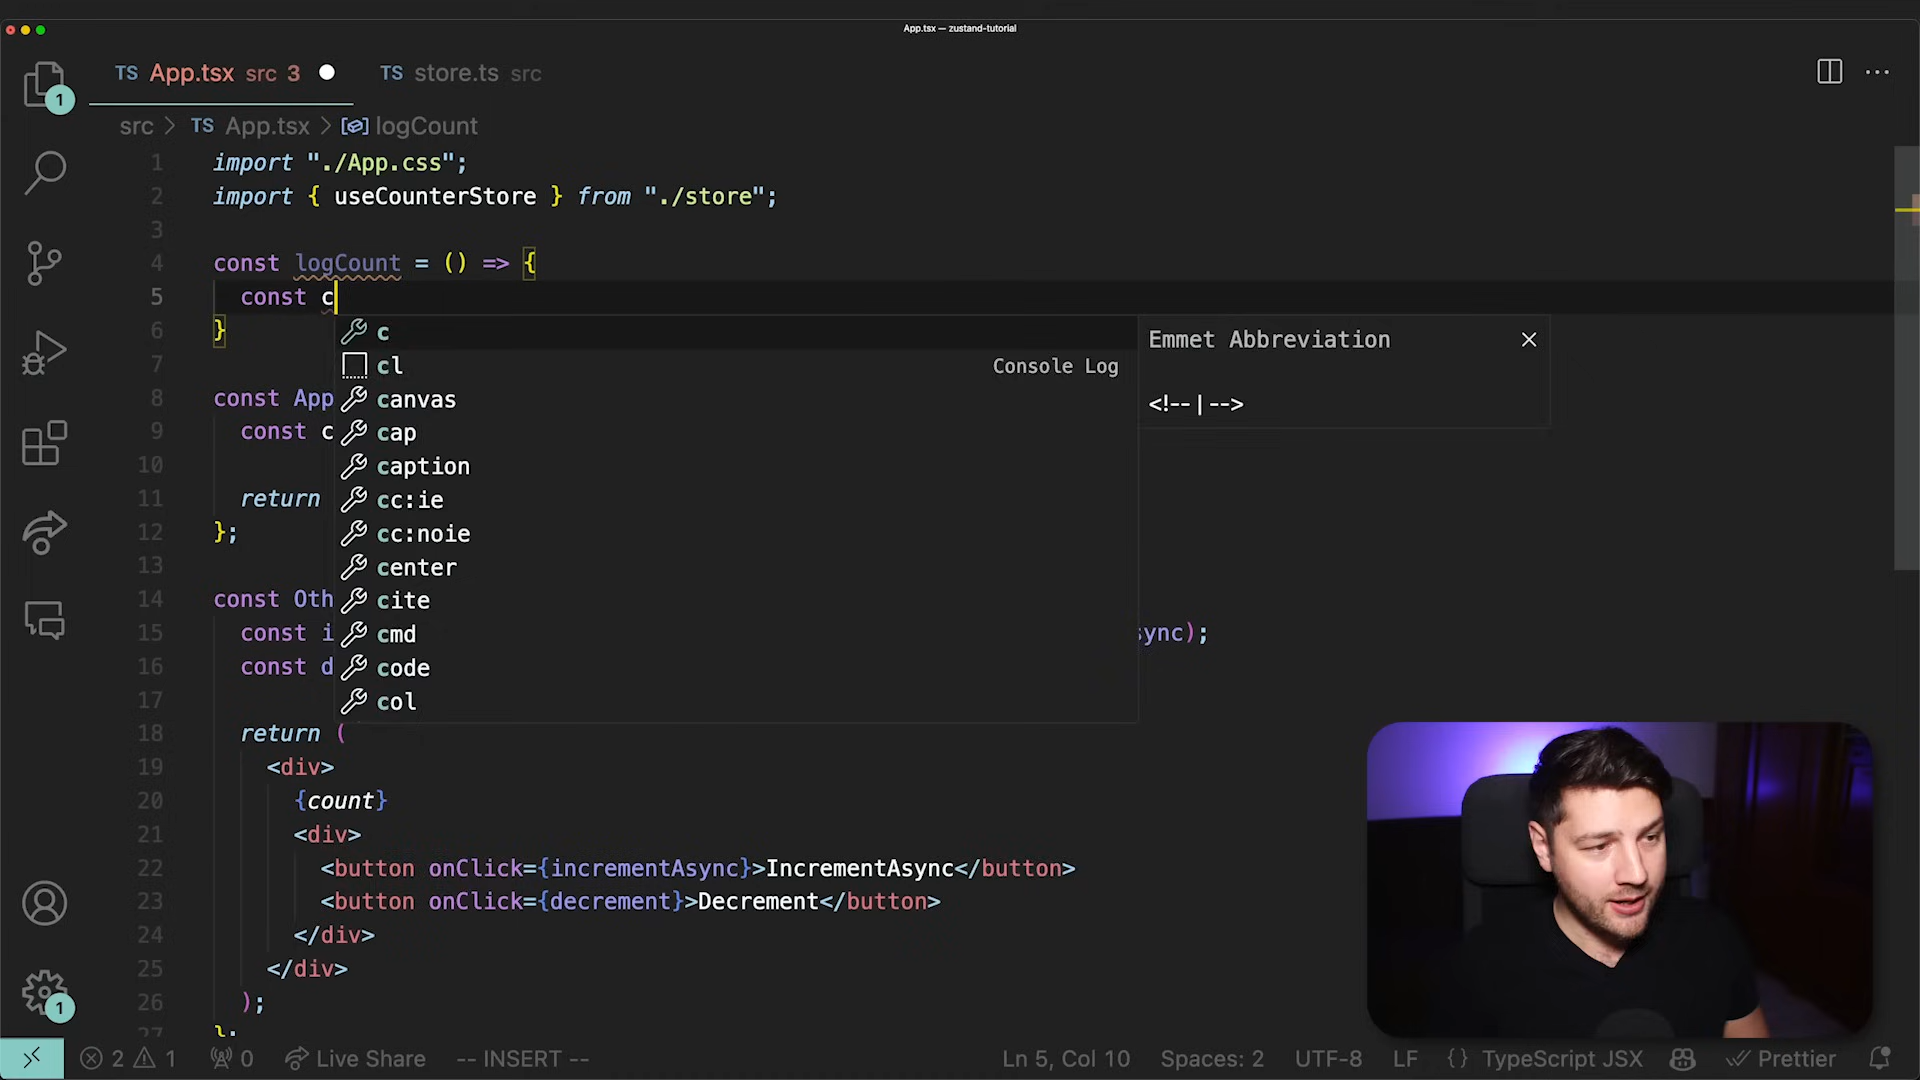 App.tsx — zustand-tutorial
TS App.tsx src 3
TS store.ts src
1
src > TS App.tsx > logCount
1 import "./App.css";
2 import { useCounterStore } from "./store";
3
4 const logCount = () => {
5 const c
6 }
7
8 const App
9 const c
10
11 return
12 };
13
14 const Oth
15 const i ync);
16 const d
17
18 return (
19 <div>
20 {count}
21 <div>
22 <button onClick={incrementAsync}>IncrementAsync</button>
23 <button onClick={decrement}>Decrement</button>
24 </div>
25 </div>
26 );
27 };
c
cl Console Log
canvas
cap
caption
cc:ie
cc:noie
center
cite
cmd
code
col
Emmet Abbreviation
<!--|-->
1
2 1 0 Live Share -- INSERT -- Ln 5, Col 10 Spaces: 2 UTF-8 LF {} TypeScript JSX Prettier